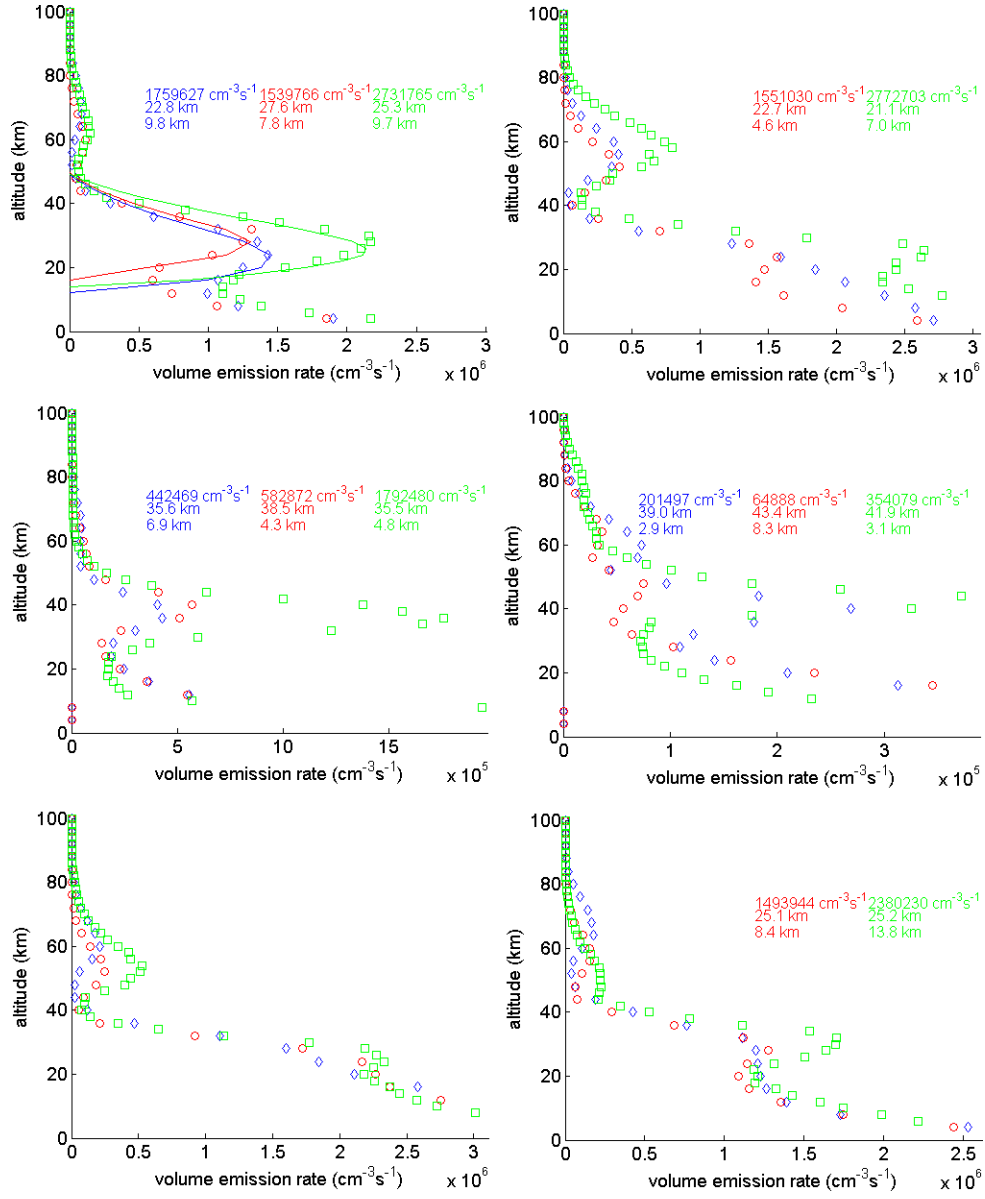 100
80
60
40
20
0
altitude (km)
1759627 cm⁻³s⁻¹ 1539766 cm⁻³s⁻¹ 2731765 cm⁻³s⁻¹
22.8 km 27.6 km 25.3 km
9.8 km 7.8 km 9.7 km
0 0.5 1 1.5 2 2.5 3
volume emission rate (cm⁻³s⁻¹) x 10⁶
100
80
60
40
20
0
altitude (km)
1551030 cm⁻³s⁻¹ 2772703 cm⁻³s⁻¹
22.7 km 21.1 km
4.6 km 7.0 km
0 0.5 1 1.5 2 2.5 3
volume emission rate (cm⁻³s⁻¹) x 10⁶
100
80
60
40
20
0
altitude (km)
442469 cm⁻³s⁻¹ 582872 cm⁻³s⁻¹ 1792480 cm⁻³s⁻¹
35.6 km 38.5 km 35.5 km
6.9 km 4.3 km 4.8 km
0 5 10 15
volume emission rate (cm⁻³s⁻¹) x 10⁵
100
80
60
40
20
0
altitude (km)
201497 cm⁻³s⁻¹ 64888 cm⁻³s⁻¹ 354079 cm⁻³s⁻¹
39.0 km 43.4 km 41.9 km
2.9 km 8.3 km 3.1 km
0 1 2 3
volume emission rate (cm⁻³s⁻¹) x 10⁵
100
80
60
40
20
0
altitude (km)
0 0.5 1 1.5 2 2.5 3
volume emission rate (cm⁻³s⁻¹) x 10⁶
100
80
60
40
20
0
altitude (km)
1493944 cm⁻³s⁻¹ 2380230 cm⁻³s⁻¹
25.1 km 25.2 km
8.4 km 13.8 km
0 0.5 1 1.5 2 2.5
volume emission rate (cm⁻³s⁻¹) x 10⁶